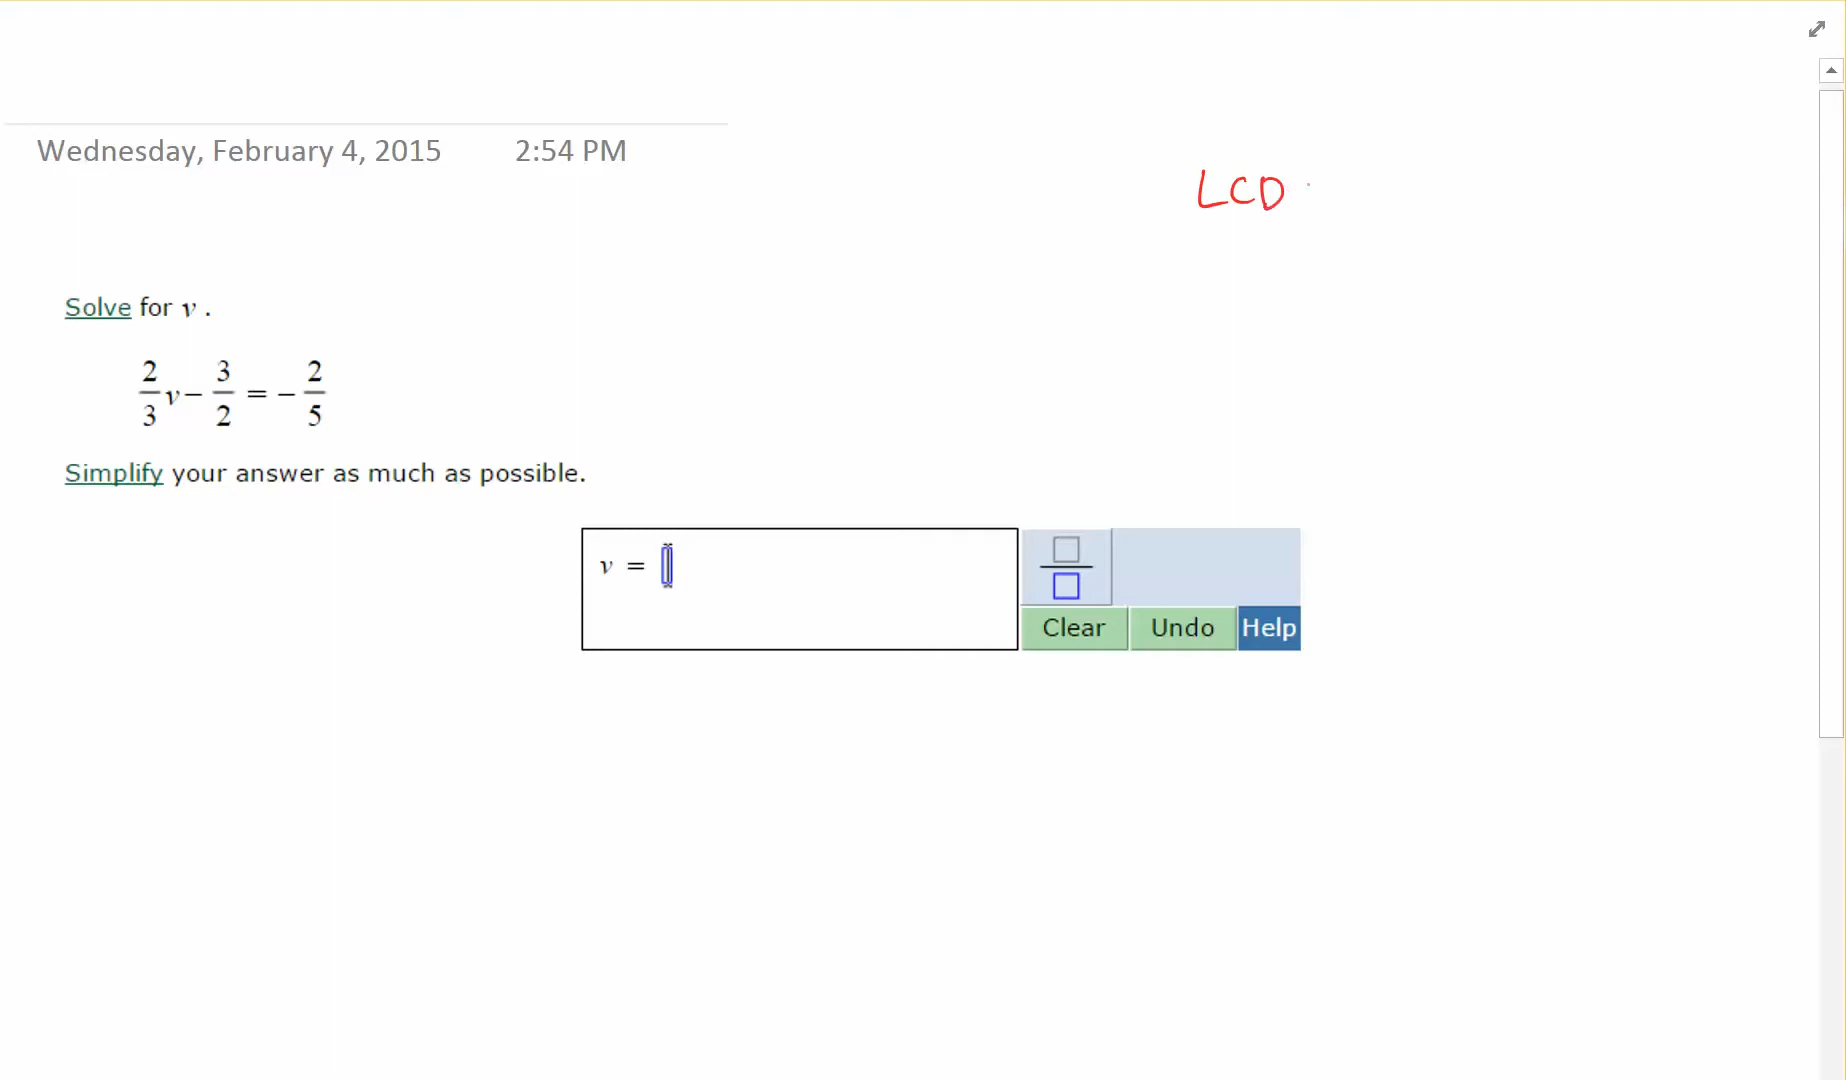 Wednesday, February 4, 2015 2:54 PM
LCD
Solve for v .
2/3 v − 3/2 = − 2/5
Simplify your answer as much as possible.
v =
Clear Undo Help